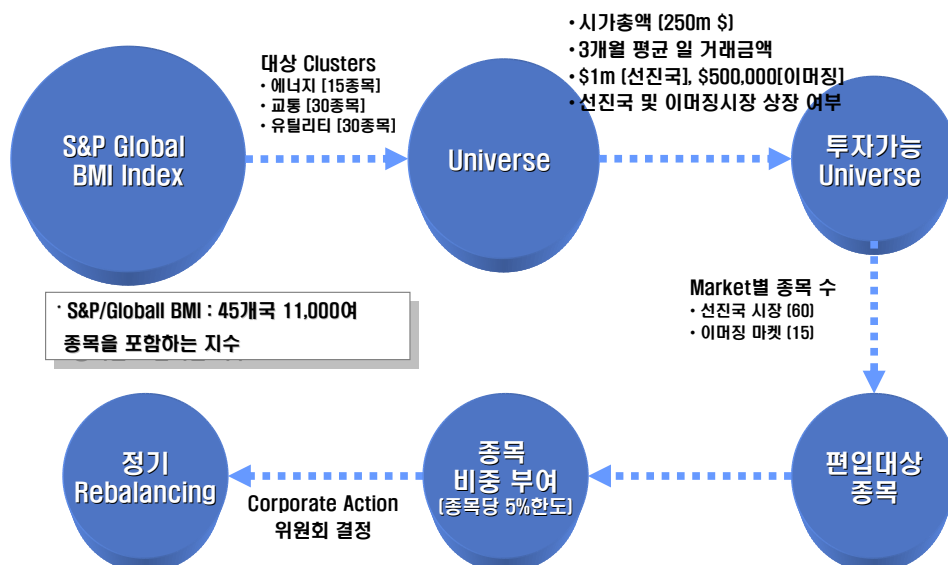 • 시가총액 (250m $)
• 3개월 평균 일 거래금액
• $1m (선진국), $500,000(이머징]
• 선진국 및 이머징시장 상장 여부
대상 Clusters
• 에너지 [15종목]
• 교통 [30종목]
• 유틸리티 [30종목]
S&P Global
BMI Index
Universe
투자가능
Universe
· S&P/Globall BMI : 45개국 11,000여
종목을 포함하는 지수
Market별 종목 수
• 선진국 시장 (60)
• 이머징 마켓 (15)
편입대상
종목
종목
비중 부여
(종목당 5%한도)
Corporate Action
위원회 결정
정기
Rebalancing